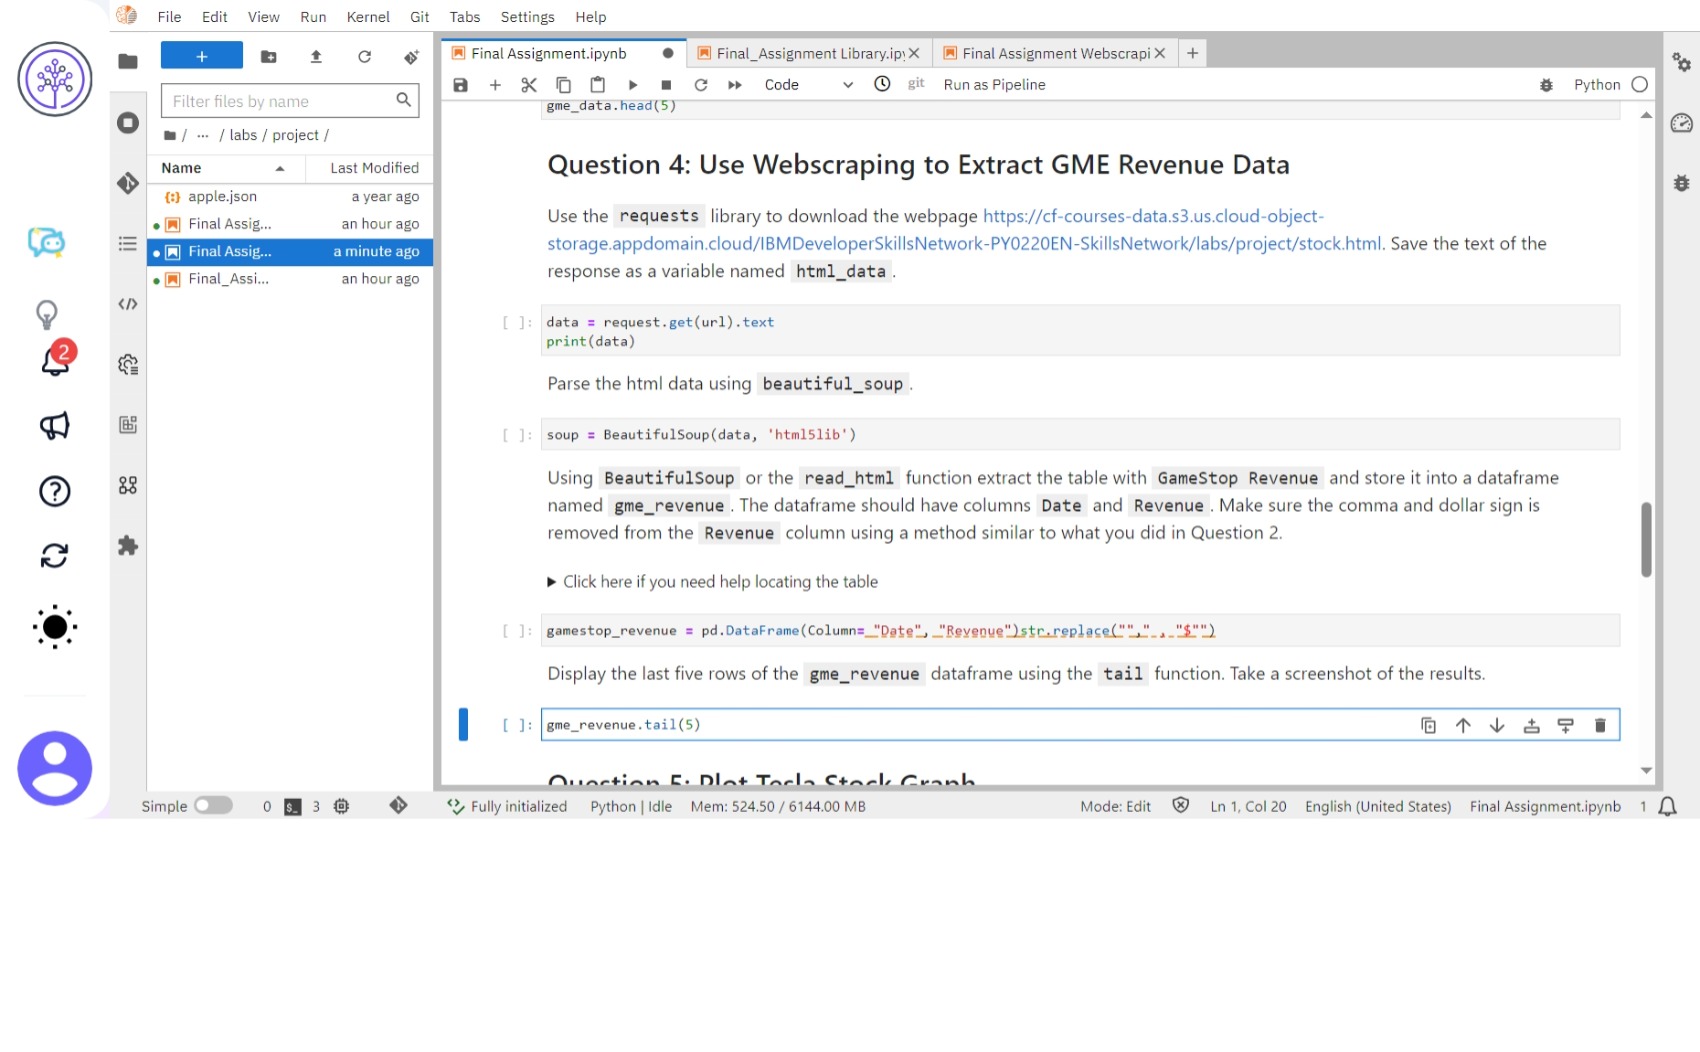 File Edit View Run Kernel Git Tabs Settings Help
+
Filter files by name
/ ... / labs / project /
Name Last Modified
apple.json a year ago
Final Assig... an hour ago
Final Assig... a minute ago
Final_Assi... an hour ago
2
Final Assignment.ipynb Final_Assignment Library.ipy Final Assignment Webscrapi +
Code git Run as Pipeline Python
gme_data.head(5)
Question 4: Use Webscraping to Extract GME Revenue Data
Use the requests library to download the webpage https://cf-courses-data.s3.us.cloud-object-
storage.appdomain.cloud/IBMDeveloperSkillsNetwork-PY0220EN-SkillsNetwork/labs/project/stock.html. Save the text of the
response as a variable named html_data.
[ ]: data = request.get(url).text
print(data)
Parse the html data using beautiful_soup.
[ ]: soup = BeautifulSoup(data, 'html5lib')
Using BeautifulSoup or the read_html function extract the table with GameStop Revenue and store it into a dataframe
named gme_revenue. The dataframe should have columns Date and Revenue. Make sure the comma and dollar sign is
removed from the Revenue column using a method similar to what you did in Question 2.
Click here if you need help locating the table
[ ]: gamestop_revenue = pd.DataFrame(Column= "Date", "Revenue")str.replace(""," , "$"")
Display the last five rows of the gme_revenue dataframe using the tail function. Take a screenshot of the results.
[ ]: gme_revenue.tail(5)
Question 5: Plot Tesla Stock Graph
Simple 0 $_ 3 Fully initialized Python | Idle Mem: 524.50 / 6144.00 MB Mode: Edit Ln 1, Col 20 English (United States) Final Assignment.ipynb 1